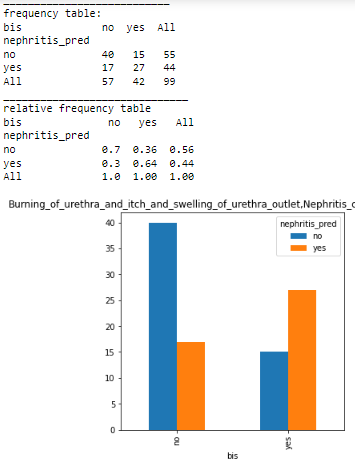 frequency table:
bis no yes All
nephritis_pred
no 40 15 55
yes 17 27 44
All 57 42 99
relative frequency table
bis no yes All
nephritis_pred
no 0.7 0.36 0.56
yes 0.3 0.64 0.44
All 1.0 1.00 1.00
Burning_of_urethra_and_itch_and_swelling_of_urethra_outlet,Nephritis_o
nephritis_pred
no
yes
40
35
30
25
20
15
10
5
0
no
yes
bis